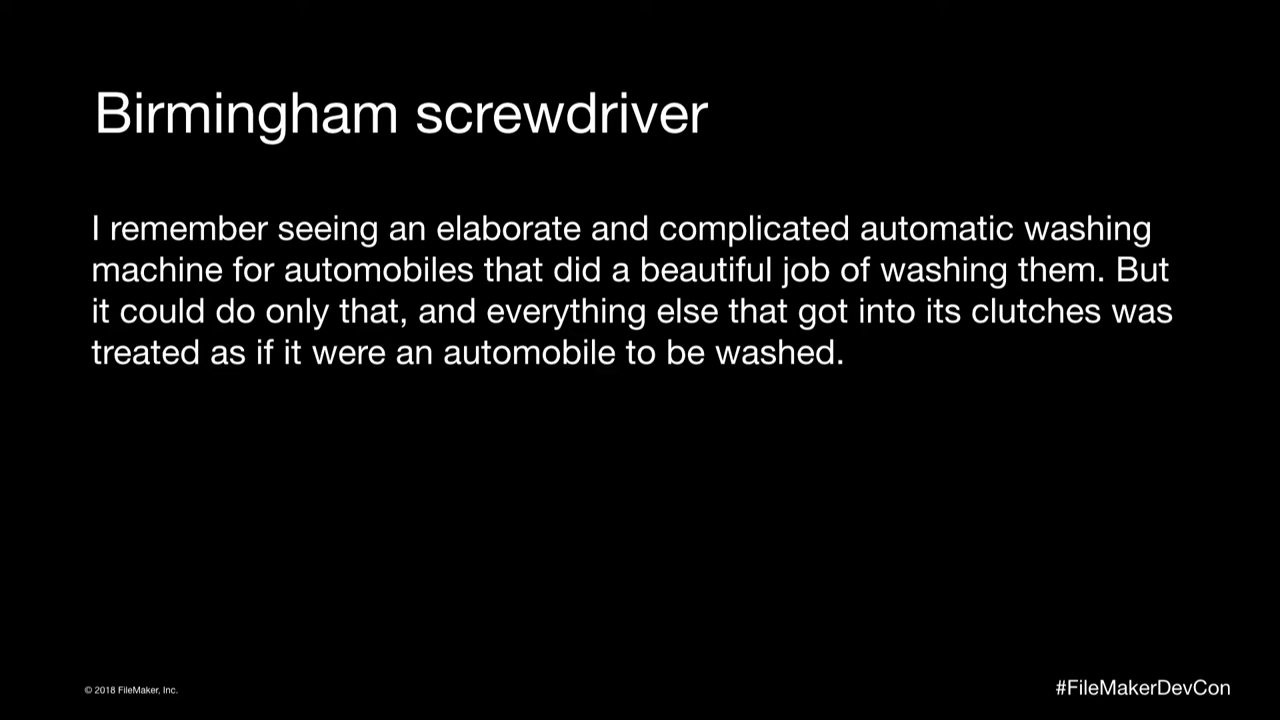 Birmingham screwdriver
I remember seeing an elaborate and complicated automatic washing
machine for automobiles that did a beautiful job of washing them. But
it could do only that, and everything else that got into its clutches was
treated as if it were an automobile to be washed.
© 2018 FileMaker, Inc.
#FileMakerDevCon